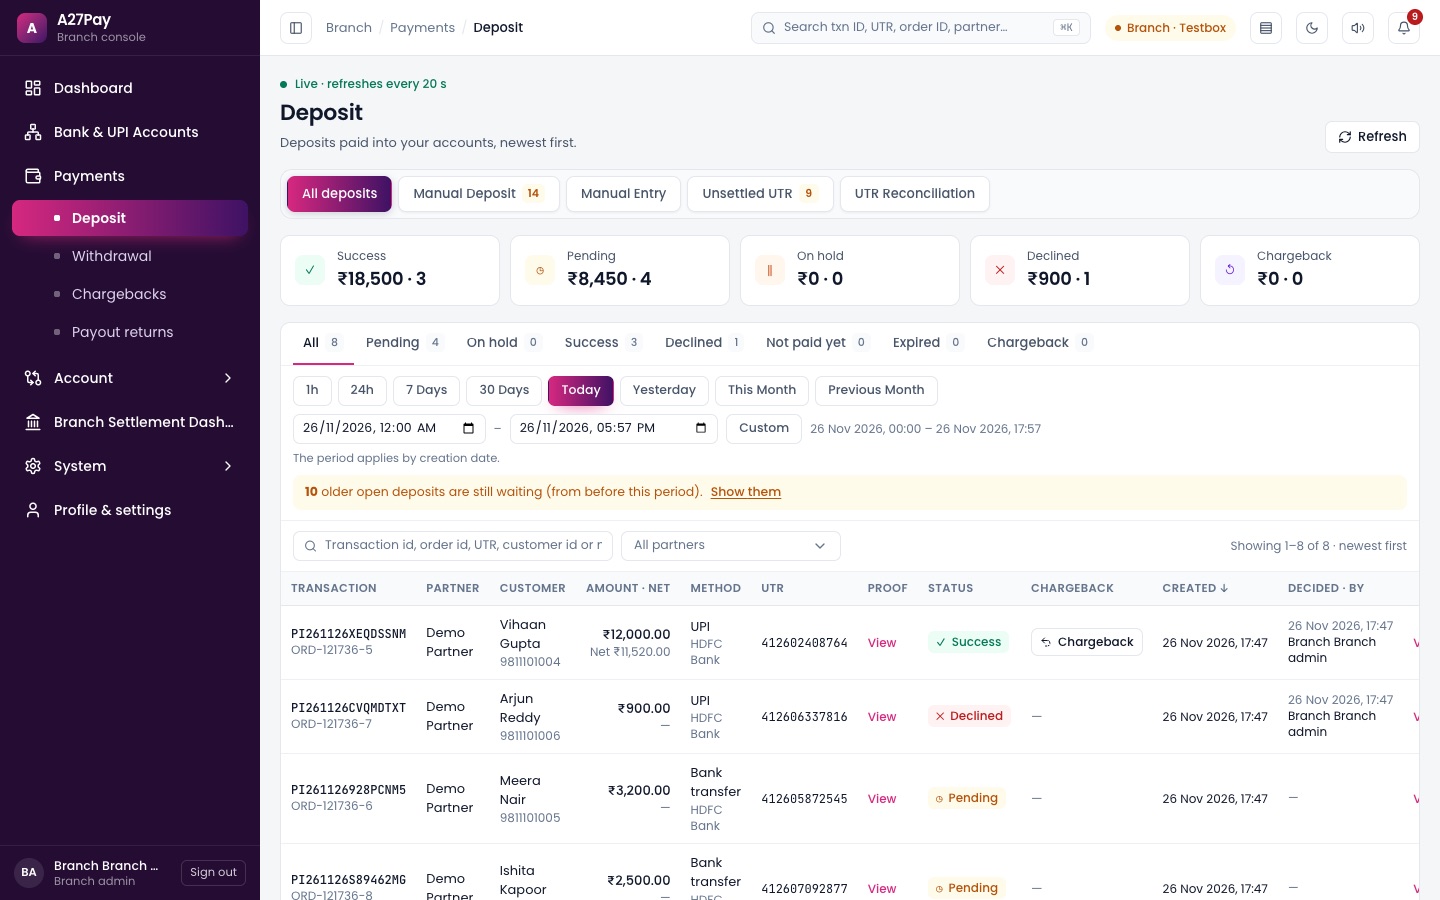 A
A27Pay
Branch console
Dashboard
Bank & UPI Accounts
Payments
Deposit
Withdrawal
Chargebacks
Payout returns
Account
Branch Settlement Dash…
System
Profile & settings
BA
Branch Branch …
Branch admin
Sign out
Branch / Payments / Deposit
Search txn ID, UTR, order ID, partner…
⌘K
Branch · Testbox
9
Live · refreshes every 20 s
Deposit
Deposits paid into your accounts, newest first.
Refresh
All deposits
Manual Deposit 14
Manual Entry
Unsettled UTR 9
UTR Reconciliation
Success
₹18,500 · 3
Pending
₹8,450 · 4
On hold
₹0 · 0
Declined
₹900 · 1
Chargeback
₹0 · 0
All 8 Pending 4 On hold 0 Success 3 Declined 1 Not paid yet 0 Expired 0 Chargeback 0
1h 24h 7 Days 30 Days Today Yesterday This Month Previous Month
26/11/2026, 12:00 AM – 26/11/2026, 05:57 PM Custom 26 Nov 2026, 00:00 – 26 Nov 2026, 17:57
The period applies by creation date.
10 older open deposits are still waiting (from before this period). Show them
Transaction id, order id, UTR, customer id or r
All partners
Showing 1–8 of 8 · newest first
TRANSACTION PARTNER CUSTOMER AMOUNT · NET METHOD UTR PROOF STATUS CHARGEBACK CREATED ↓ DECIDED · BY
PI261126XEQDSSNM
ORD-121736-5
Demo
Partner
Vihaan
Gupta
9811101004
₹12,000.00
Net ₹11,520.00
UPI
HDFC
Bank
412602408764
View
Success
Chargeback
26 Nov 2026, 17:47
26 Nov 2026, 17:47
Branch Branch
admin
V
PI261126CVQMDTXT
ORD-121736-7
Demo
Partner
Arjun
Reddy
9811101006
₹900.00
—
UPI
HDFC
Bank
412606337816
View
Declined
—
26 Nov 2026, 17:47
26 Nov 2026, 17:47
Branch Branch
admin
V
PI261126928PCNM5
ORD-121736-6
Demo
Partner
Meera
Nair
9811101005
₹3,200.00
—
Bank
transfer
HDFC
Bank
412605872545
View
Pending
—
26 Nov 2026, 17:47
—
V
PI261126S89462MG
ORD-121736-8
Demo
Partner
Ishita
Kapoor
₹2,500.00
—
Bank
transfer
HDFC
412607092877
View
Pending
—
26 Nov 2026, 17:47
—
V